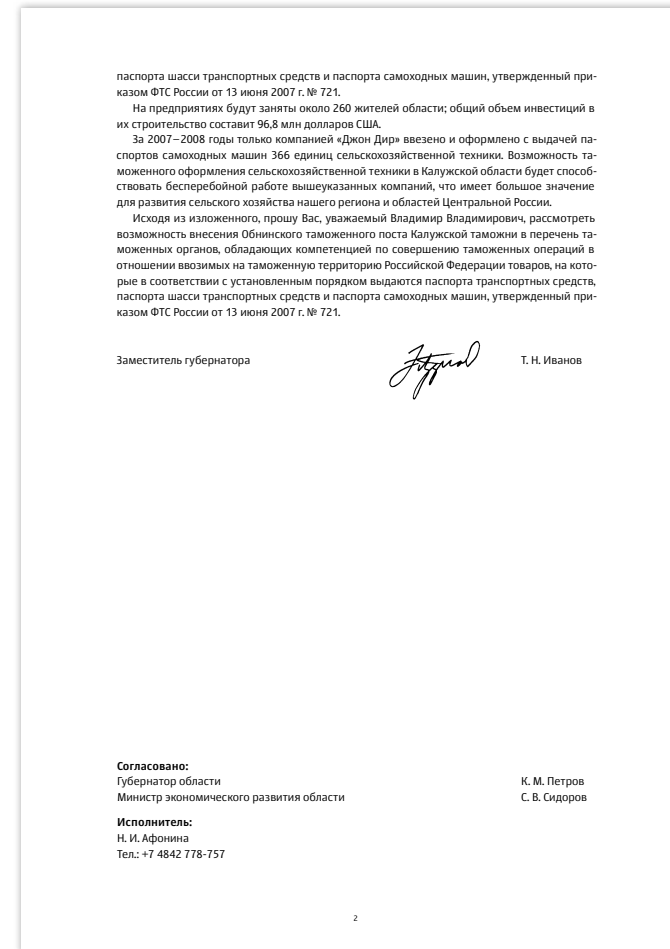 паспорта шасси транспортных средств и паспорта самоходных машин, утвержденный при-
казом ФТС России от 13 июня 2007 г. № 721.
На предприятиях будут заняты около 260 жителей области; общий объем инвестиций в
их строительство составит 96,8 млн долларов США.
За 2007–2008 годы только компанией «Джон Дир» ввезено и оформлено с выдачей па-
спортов самоходных машин 366 единиц сельскохозяйственной техники. Возможность та-
моженного оформления сельскохозяйственной техники в Калужской области будет способ-
ствовать бесперебойной работе вышеуказанных компаний, что имеет большое значение
для развития сельского хозяйства нашего региона и областей Центральной России.
Исходя из изложенного, прошу Вас, уважаемый Владимир Владимирович, рассмотреть
возможность внесения Обнинского таможенного поста Калужской таможни в перечень та-
моженных органов, обладающих компетенцией по совершению таможенных операций в
отношении ввозимых на таможенную территорию Российской Федерации товаров, на кото-
рые в соответствии с установленным порядком выдаются паспорта транспортных средств,
паспорта шасси транспортных средств и паспорта самоходных машин, утвержденный при-
казом ФТС России от 13 июня 2007 г. № 721.
Заместитель губернатора Т. Н. Иванов
Согласовано:
Губернатор области К. М. Петров
Министр экономического развития области С. В. Сидоров
Исполнитель:
Н. И. Афонина
Тел.: +7 4842 778-757
2